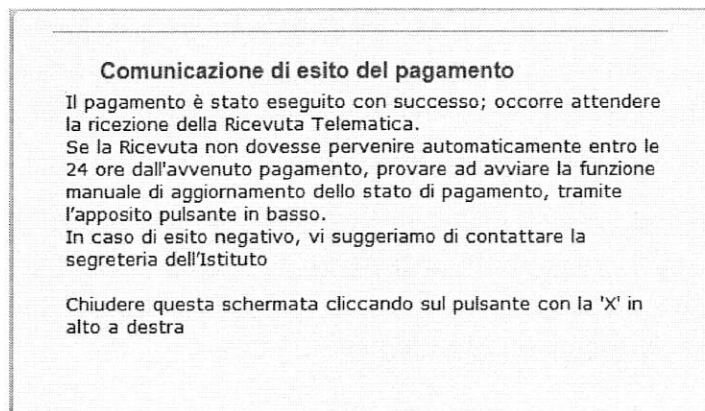 Comunicazione di esito del pagamento
Il pagamento è stato eseguito con successo; occorre attendere
la ricezione della Ricevuta Telematica.
Se la Ricevuta non dovesse pervenire automaticamente entro le
24 ore dall'avvenuto pagamento, provare ad avviare la funzione
manuale di aggiornamento dello stato di pagamento, tramite
l'apposito pulsante in basso.
In caso di esito negativo, vi suggeriamo di contattare la
segreteria dell'Istituto
Chiudere questa schermata cliccando sul pulsante con la 'X' in
alto a destra